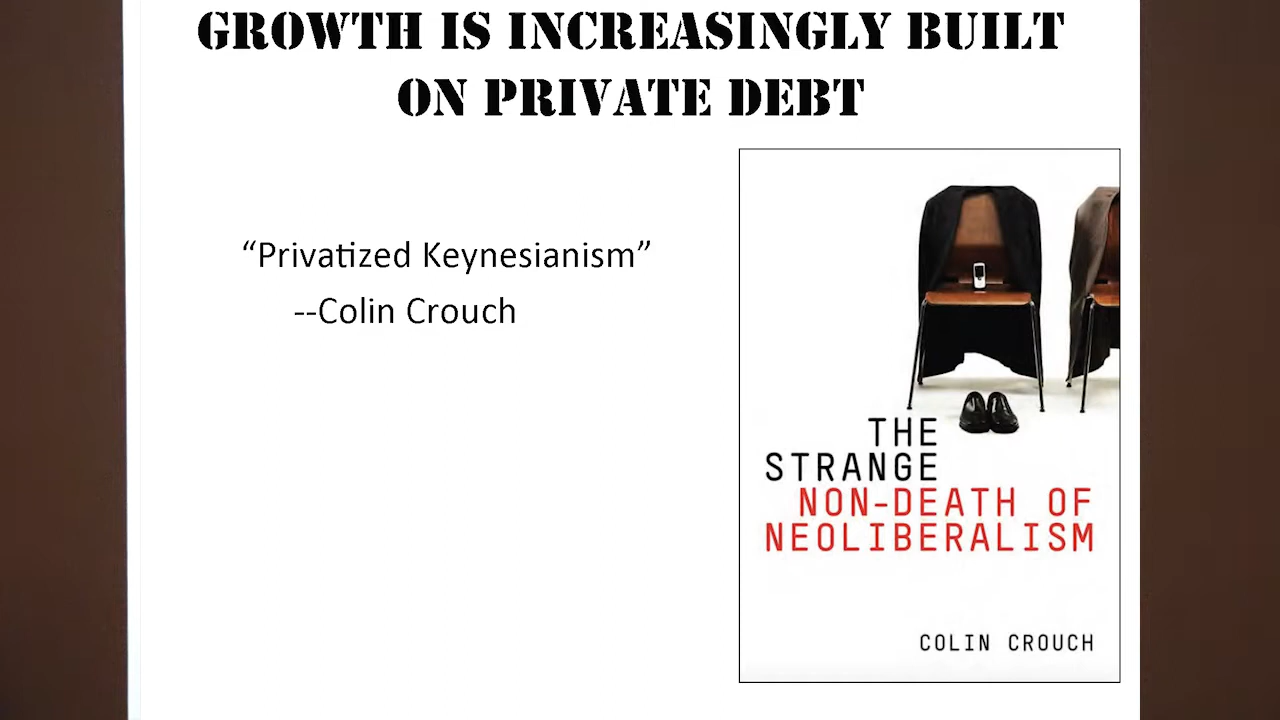 GROWTH IS INCREASINGLY BUILT
ON PRIVATE DEBT
“Privatized Keynesianism”
--Colin Crouch
THE
STRANGE
NON-DEATH OF
NEOLIBERALISM
COLIN CROUCH